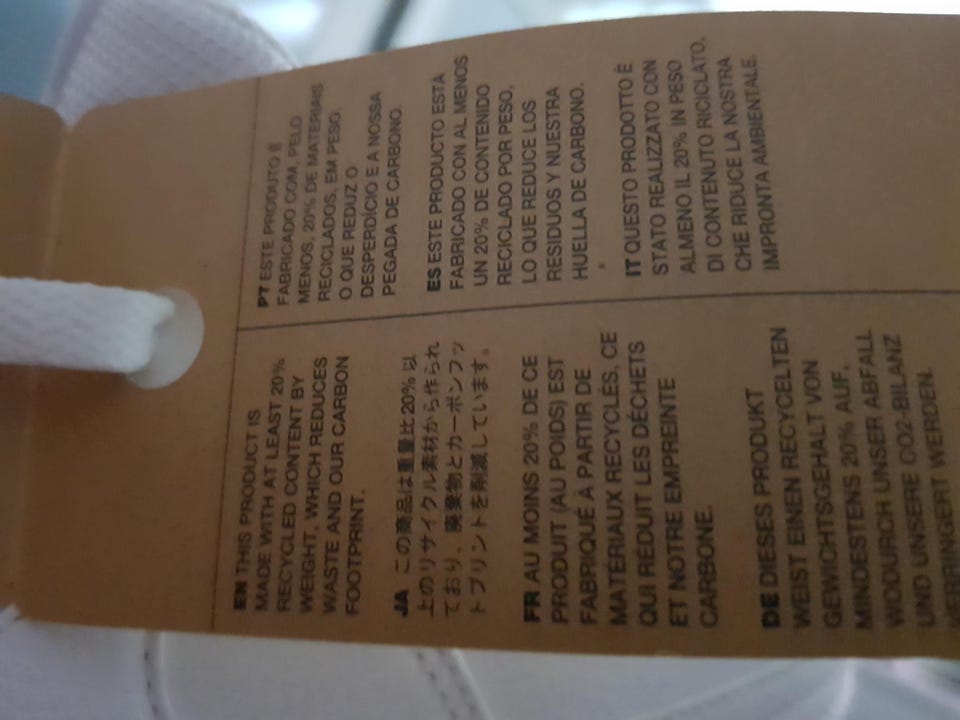 EN THIS PRODUCT IS
MADE WITH AT LEAST 20%
RECYCLED CONTENT BY
WEIGHT, WHICH REDUCES
WASTE AND OUR CARBON
FOOTPRINT.
JA この商品は重量比20% 以
上のリサイクル素材から作られ
ており、廃棄物とカーボンフッ
トプリントを削減しています。
FR AU MOINS 20% DE CE
PRODUIT (AU POIDS) EST
FABRIQUÉ À PARTIR DE
MATÉRIAUX RECYCLÉS, CE
QUI RÉDUIT LES DÉCHETS
ET NOTRE EMPREINTE
CARBONE.
DE DIESES PRODUKT
WEIST EINEN RECYCELTEN
GEWICHTSGEHALT VON
MINDESTENS 20% AUF,
WODURCH UNSER ABFALL
UND UNSERE CO2-BILANZ
VERRINGERT WERDEN.
PT ESTE PRODUTO É
FABRICADO COM, PELO
MENOS, 20% DE MATERIAIS
RECICLADOS, EM PESO,
O QUE REDUZ O
DESPERDÍCIO E A NOSSA
PEGADA DE CARBONO.
ES ESTE PRODUCTO ESTÁ
FABRICADO CON AL MENOS
UN 20% DE CONTENIDO
RECICLADO POR PESO,
LO QUE REDUCE LOS
RESIDUOS Y NUESTRA
HUELLA DE CARBONO.
IT QUESTO PRODOTTO È
STATO REALIZZATO CON
ALMENO IL 20% IN PESO
DI CONTENUTO RICICLATO,
CHE RIDUCE LA NOSTRA
IMPRONTA AMBIENTALE.